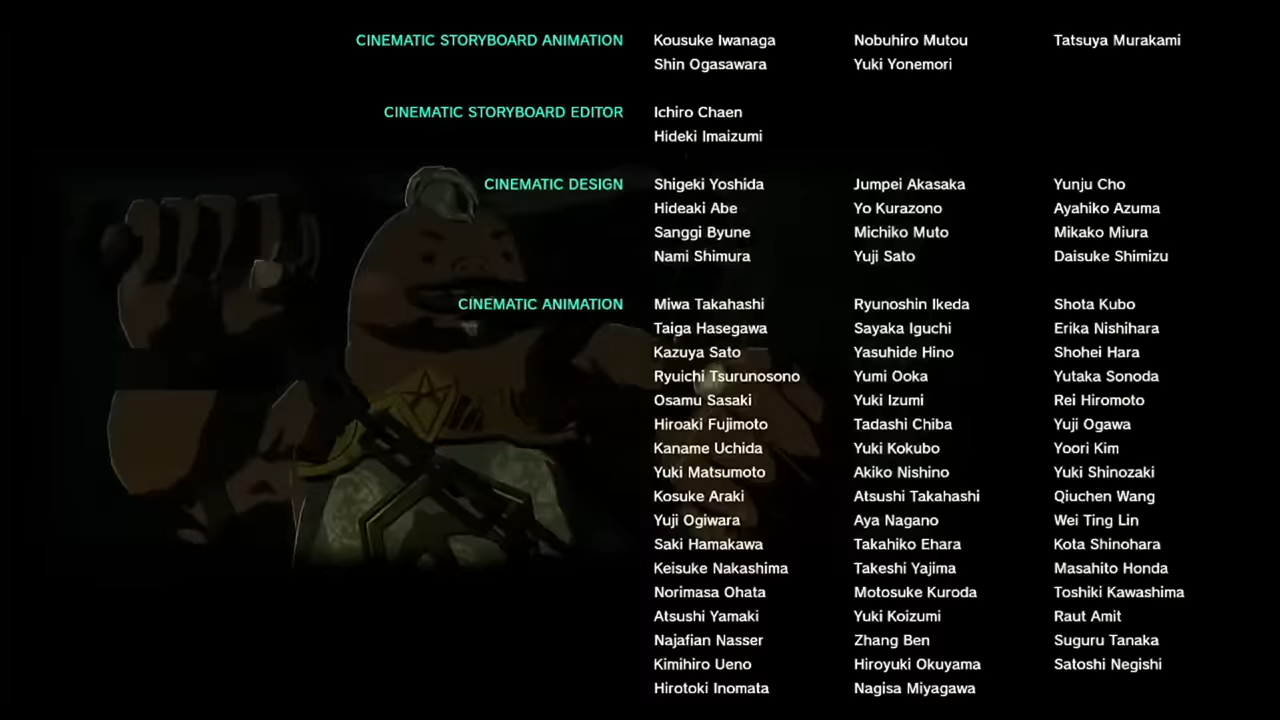 CINEMATIC STORYBOARD ANIMATION Kousuke Iwanaga Nobuhiro Mutou Tatsuya Murakami
Shin Ogasawara Yuki Yonemori
CINEMATIC STORYBOARD EDITOR Ichiro Chaen
Hideki Imaizumi
CINEMATIC DESIGN Shigeki Yoshida Jumpei Akasaka Yunju Cho
Hideaki Abe Yo Kurazono Ayahiko Azuma
Sanggi Byune Michiko Muto Mikako Miura
Nami Shimura Yuji Sato Daisuke Shimizu
CINEMATIC ANIMATION Miwa Takahashi Ryunoshin Ikeda Shota Kubo
Taiga Hasegawa Sayaka Iguchi Erika Nishihara
Kazuya Sato Yasuhide Hino Shohei Hara
Ryuichi Tsurunosono Yumi Ooka Yutaka Sonoda
Osamu Sasaki Yuki Izumi Rei Hiromoto
Hiroaki Fujimoto Tadashi Chiba Yuji Ogawa
Kaname Uchida Yuki Kokubo Yoori Kim
Yuki Matsumoto Akiko Nishino Yuki Shinozaki
Kosuke Araki Atsushi Takahashi Qiuchen Wang
Yuji Ogiwara Aya Nagano Wei Ting Lin
Saki Hamakawa Takahiko Ehara Kota Shinohara
Keisuke Nakashima Takeshi Yajima Masahito Honda
Norimasa Ohata Motosuke Kuroda Toshiki Kawashima
Atsushi Yamaki Yuki Koizumi Raut Amit
Najafian Nasser Zhang Ben Suguru Tanaka
Kimihiro Ueno Hiroyuki Okuyama Satoshi Negishi
Hirotoki Inomata Nagisa Miyagawa